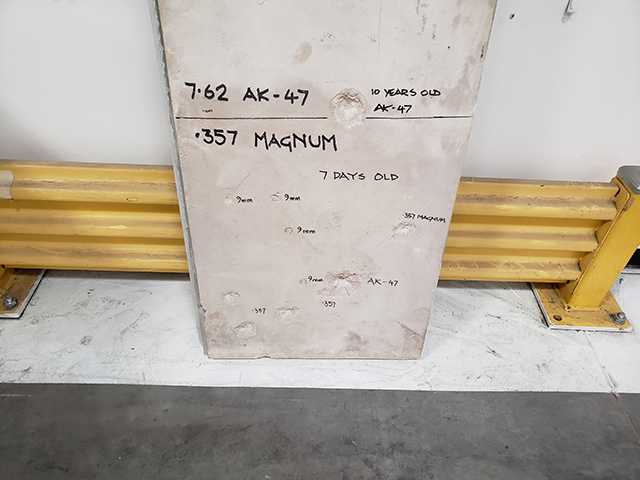 7.62 AK-47
10 YEARS OLD
AK-47
.357 MAGNUM
7 DAYS OLD
9mm
9mm
.357 MAGNUM
9mm
9mm
AK-47
.357
.357